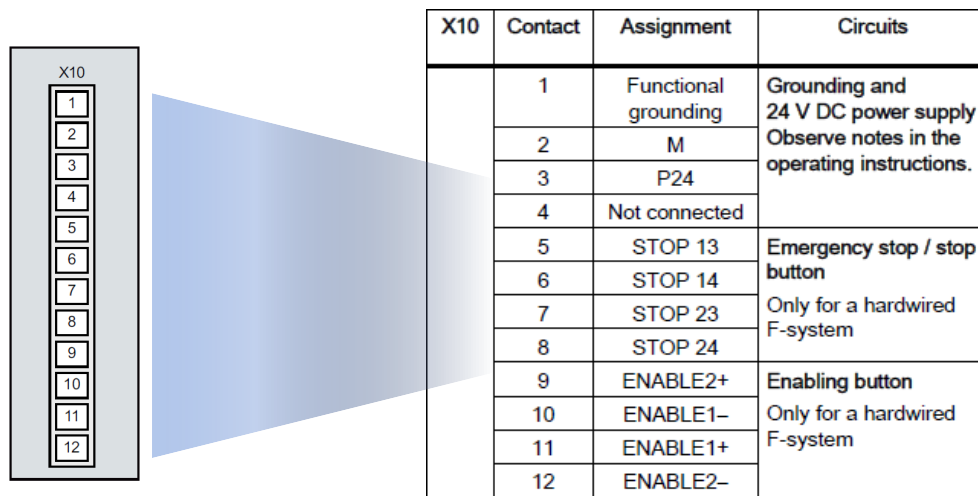 X10
1
2
3
4
5
6
7
8
9
10
11
12
X10 Contact Assignment Circuits
1 Functional grounding Grounding and
24 V DC power supply
Observe notes in the
operating instructions.
2 M
3 P24
4 Not connected
5 STOP 13 Emergency stop / stop
button
Only for a hardwired
F-system
6 STOP 14
7 STOP 23
8 STOP 24
9 ENABLE2+ Enabling button
Only for a hardwired
F-system
10 ENABLE1–
11 ENABLE1+
12 ENABLE2–